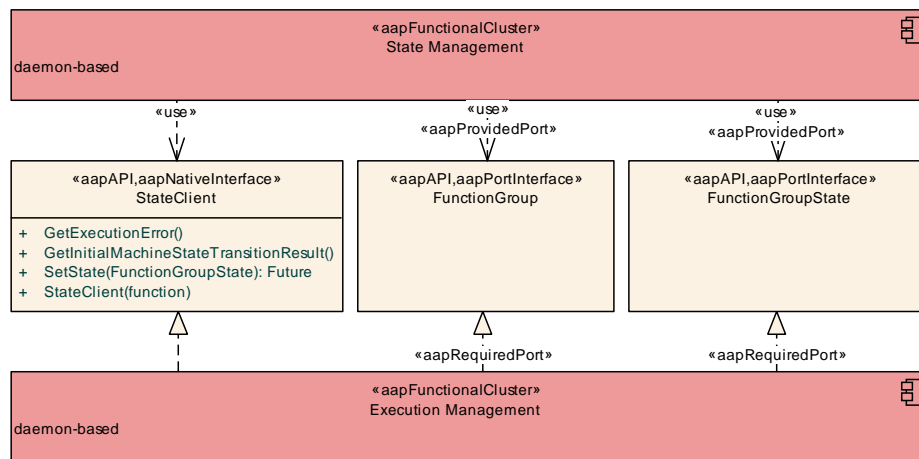 «aapFunctionalCluster»
State Management
daemon-based
«use»
«use»
«aapProvidedPort»
«use»
«aapProvidedPort»
«aapAPI,aapNativeInterface»
StateClient
+ GetExecutionError()
+ GetInitialMachineStateTransitionResult()
+ SetState(FunctionGroupState): Future
+ StateClient(function)
«aapAPI,aapPortInterface»
FunctionGroup
«aapAPI,aapPortInterface»
FunctionGroupState
«aapRequiredPort»
«aapRequiredPort»
«aapFunctionalCluster»
Execution Management
daemon-based